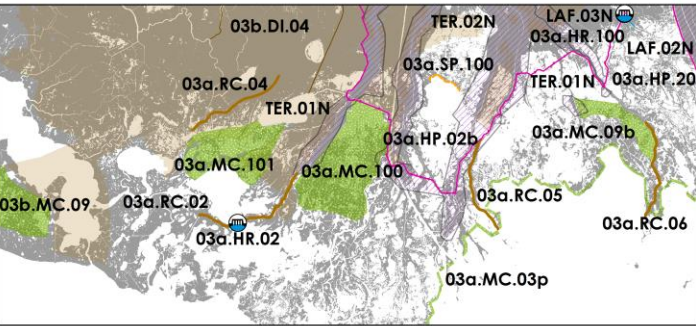 LAF.03N
03b.DI.04
TER.02N
03a.HR.100
LAF.02N
03a.SP.100
03a.RC.04
TER.01N
03a.HP.20
TER.01N
03a.HP.02b
03a.MC.09b
03a.MC.101
03a.MC.100
03b.MC.09
03a.RC.02
03a.RC.05
03a.RC.06
03a.HR.02
03a.MC.03p